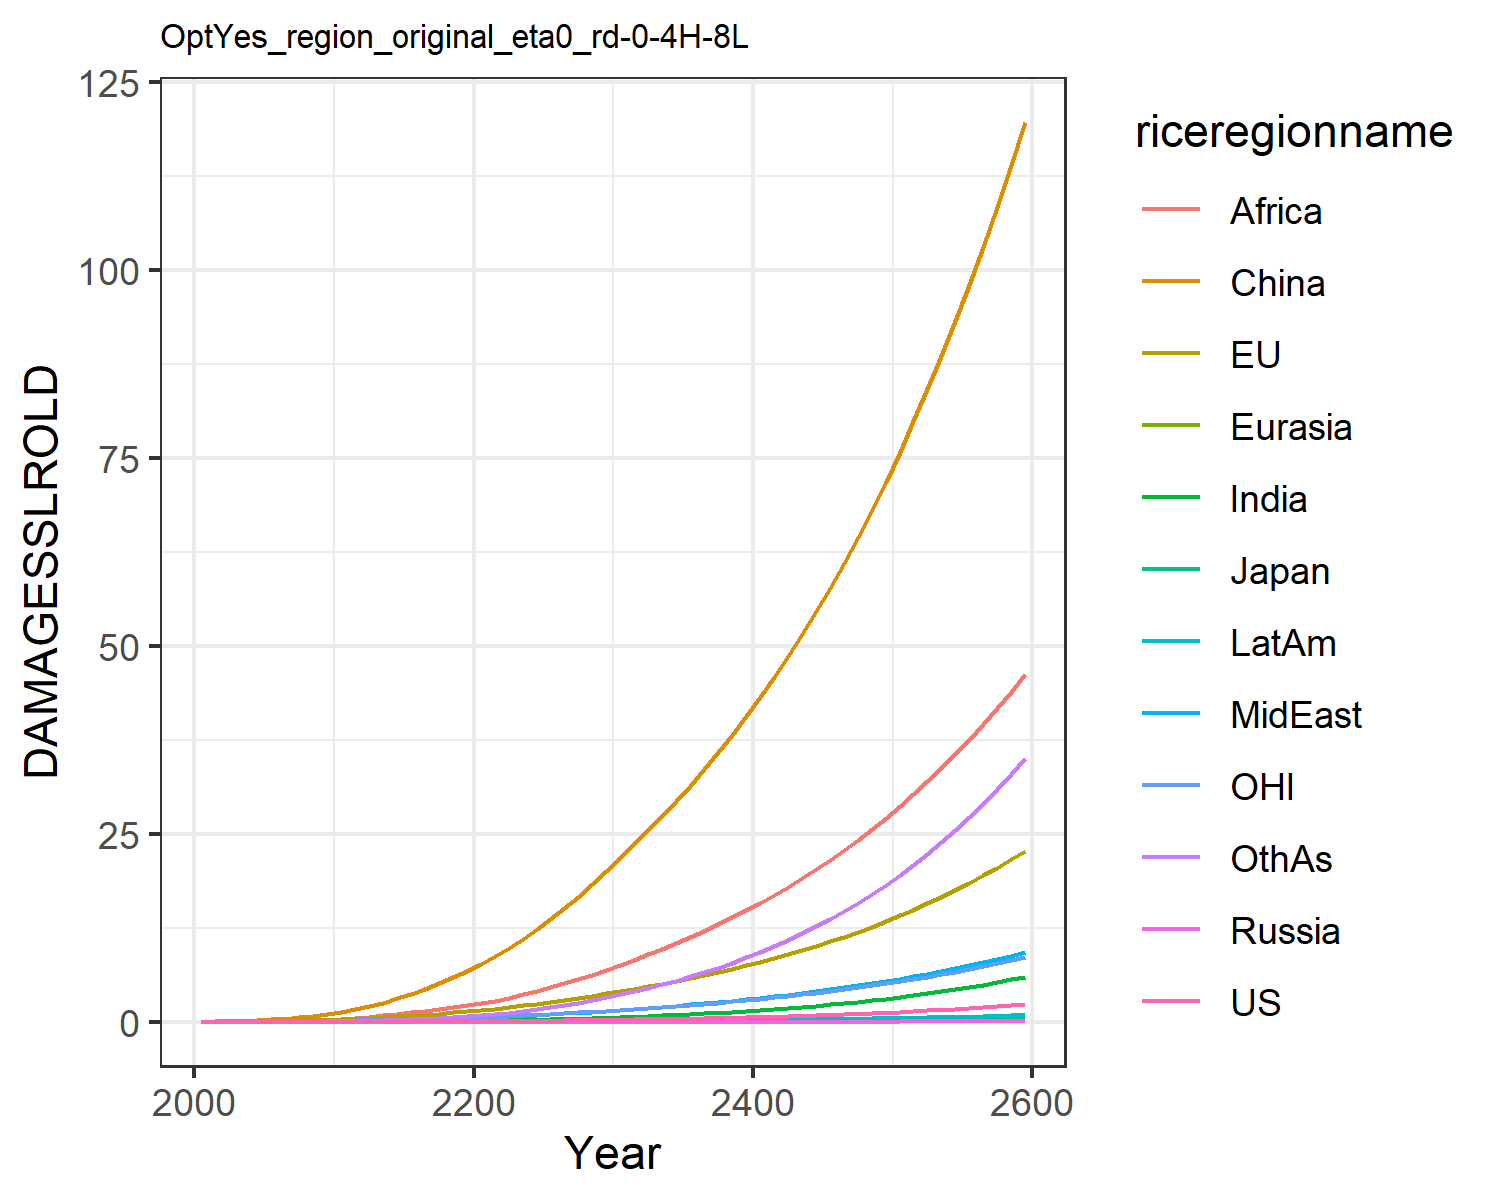 OptYes_region_original_eta0_rd-0-4H-8L
125
100
75
50
25
0
DAMAGESSLROLD
2000
2200
2400
2600
Year
riceregionname
Africa
China
EU
Eurasia
India
Japan
LatAm
MidEast
OHI
OthAs
Russia
US